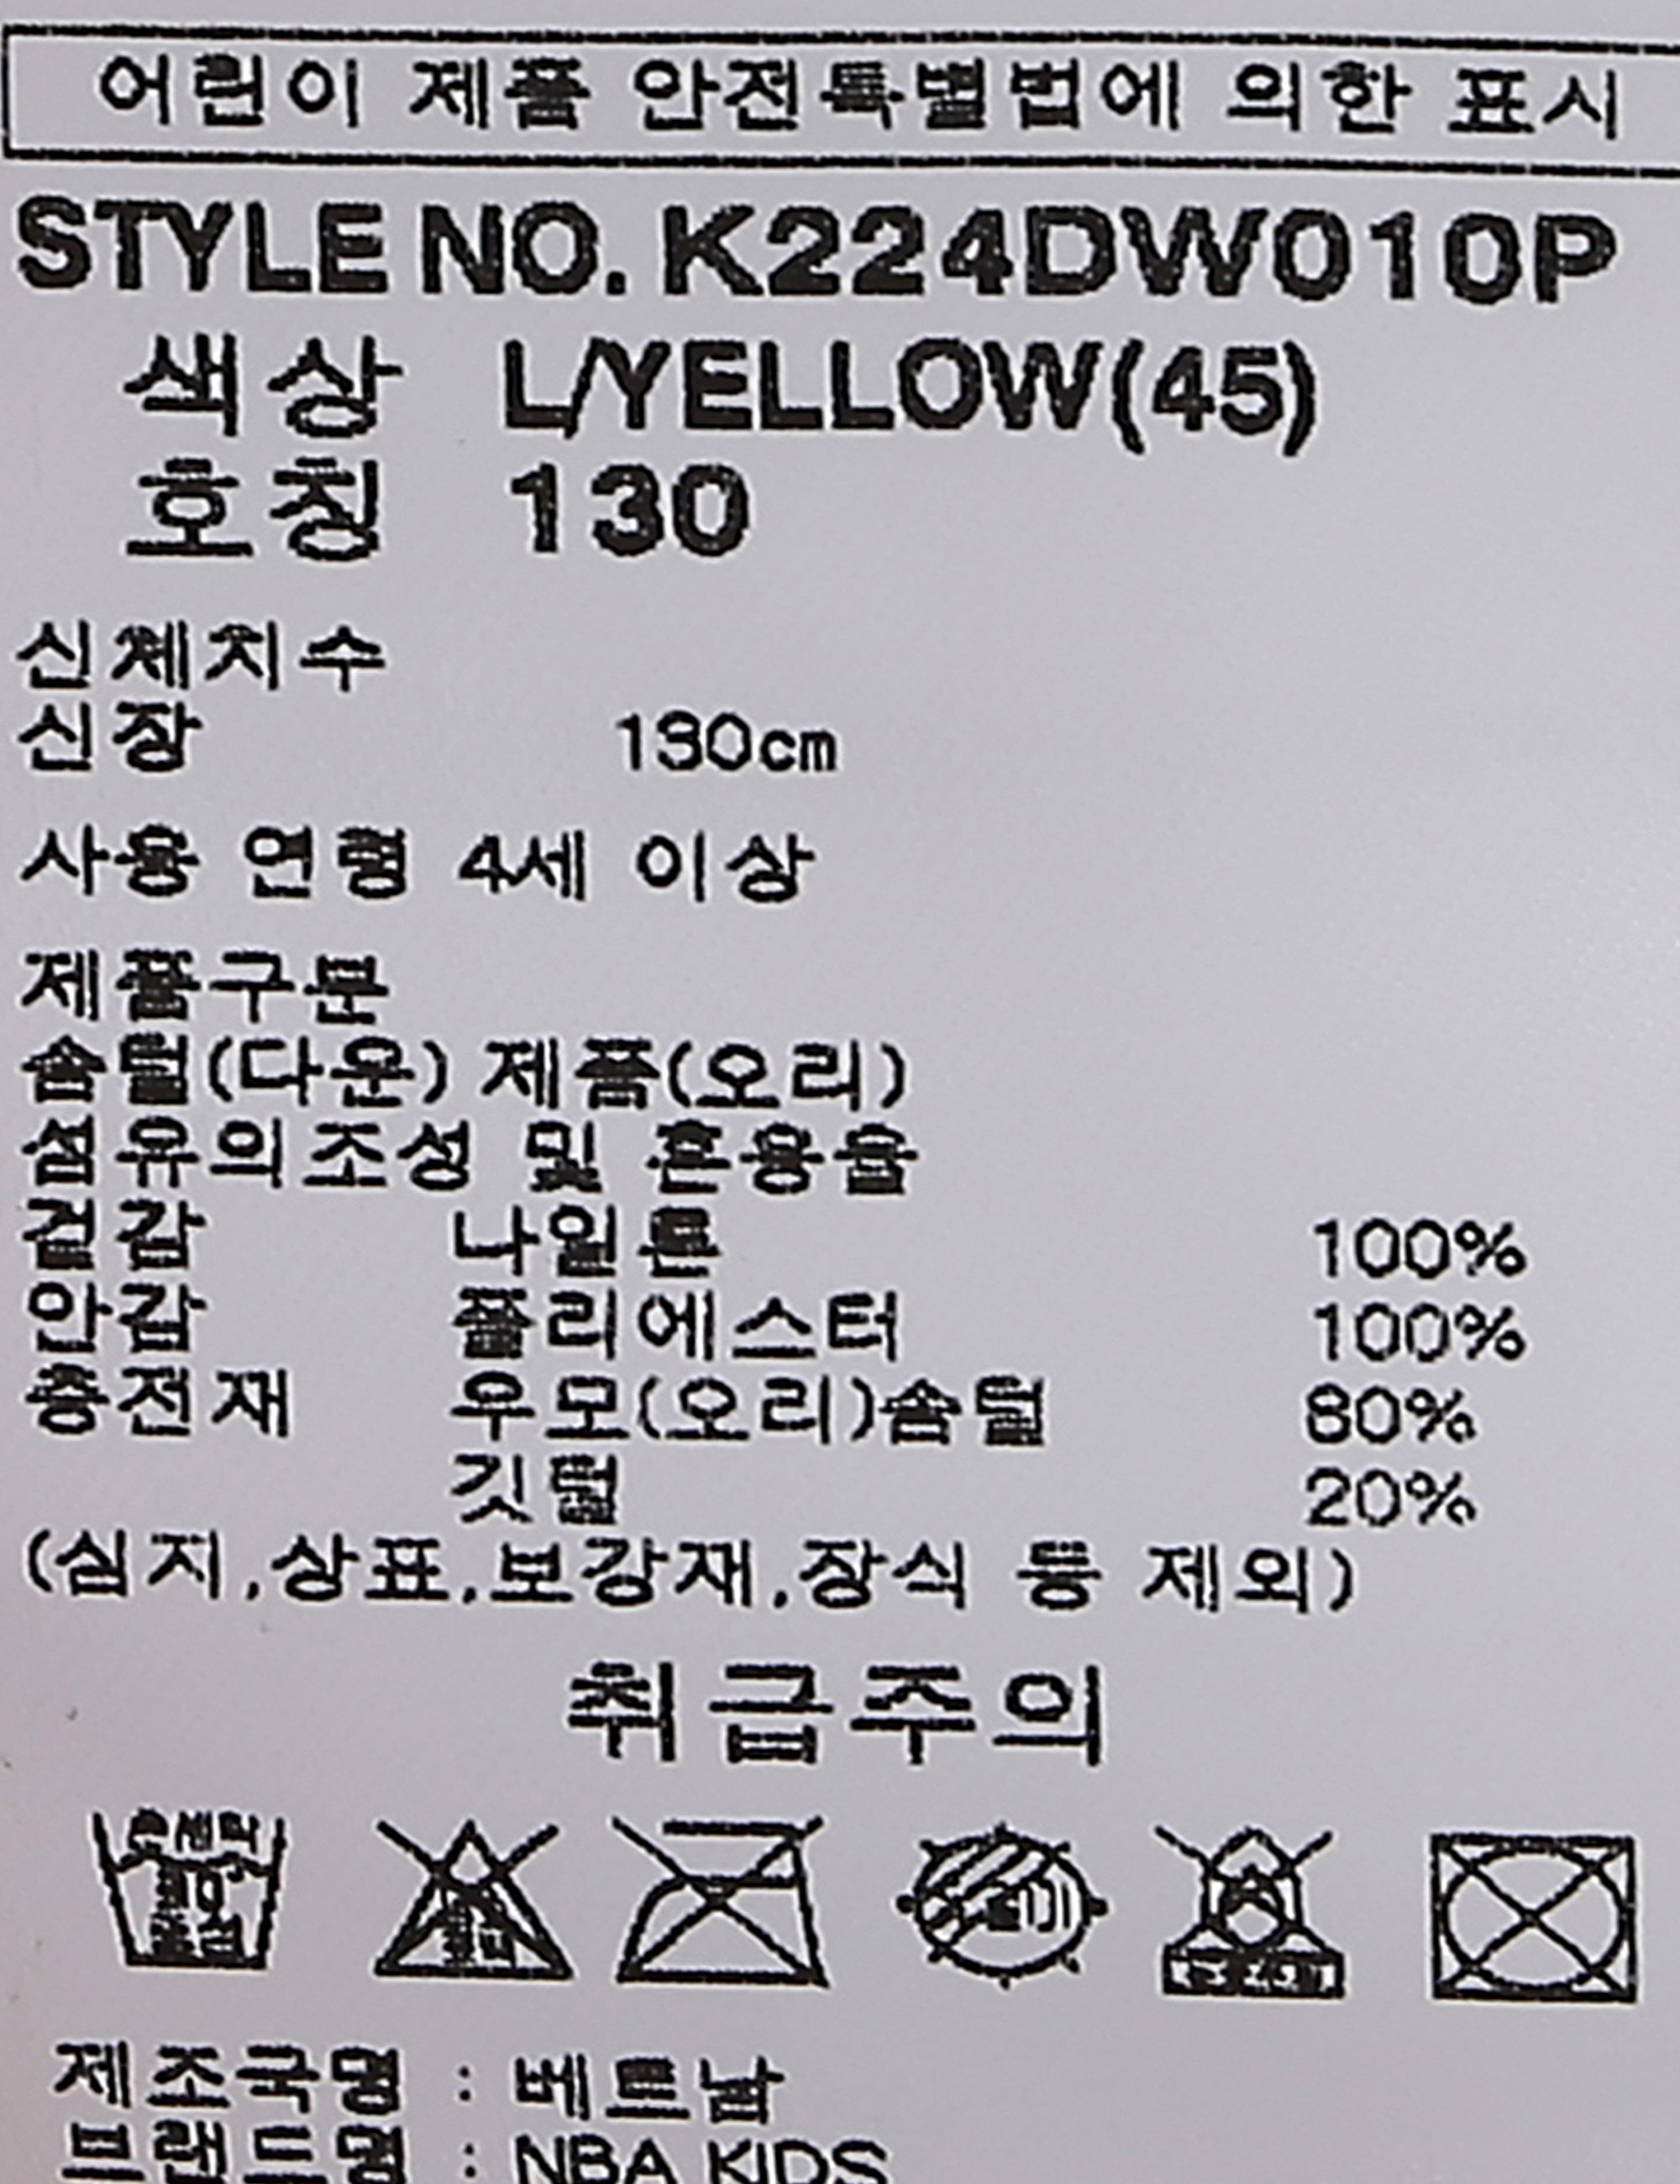 어린이 제품 안전특별법에 의한 표시
STYLE NO. K224DW010P
색상 L/YELLOW(45)
호칭 130
신체치수
신장 130cm
사용 연령 4세 이상
제품구분
솜털(다운) 제품(오리)
섬유의조성 및 혼용율
겉감 나일론 100%
안감 폴리에스터 100%
충전재 우모(오리)솜털 80%
깃털 20%
(심지,상표,보강재,장식 등 제외)
취급주의
제조국명 : 베트남
브랜드명 : NBA KIDS